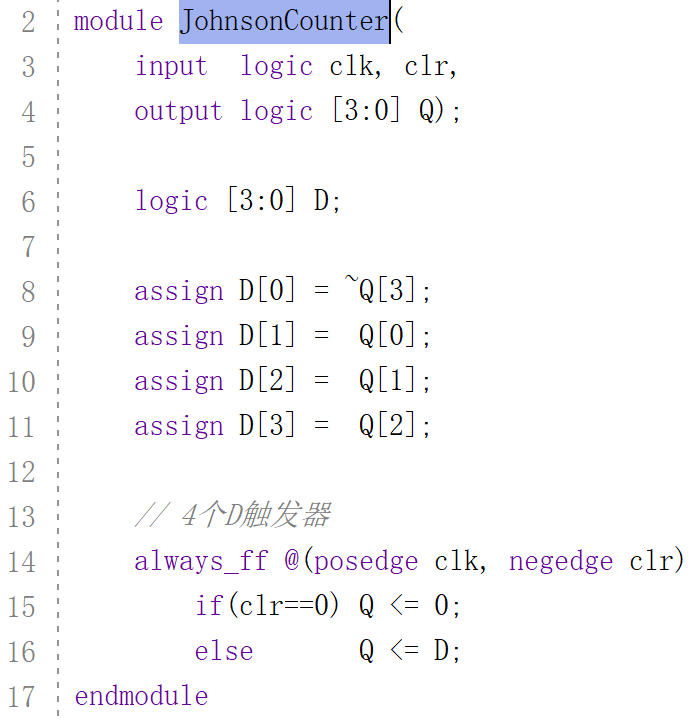 2 module JohnsonCounter(
3     input  logic clk, clr,
4     output logic [3:0] Q);
5
6     logic [3:0] D;
7
8     assign D[0] = ~Q[3];
9     assign D[1] =  Q[0];
10     assign D[2] =  Q[1];
11     assign D[3] =  Q[2];
12
13     // 4个D触发器
14     always_ff @(posedge clk, negedge clr)
15         if(clr==0) Q <= 0;
16         else       Q <= D;
17 endmodule